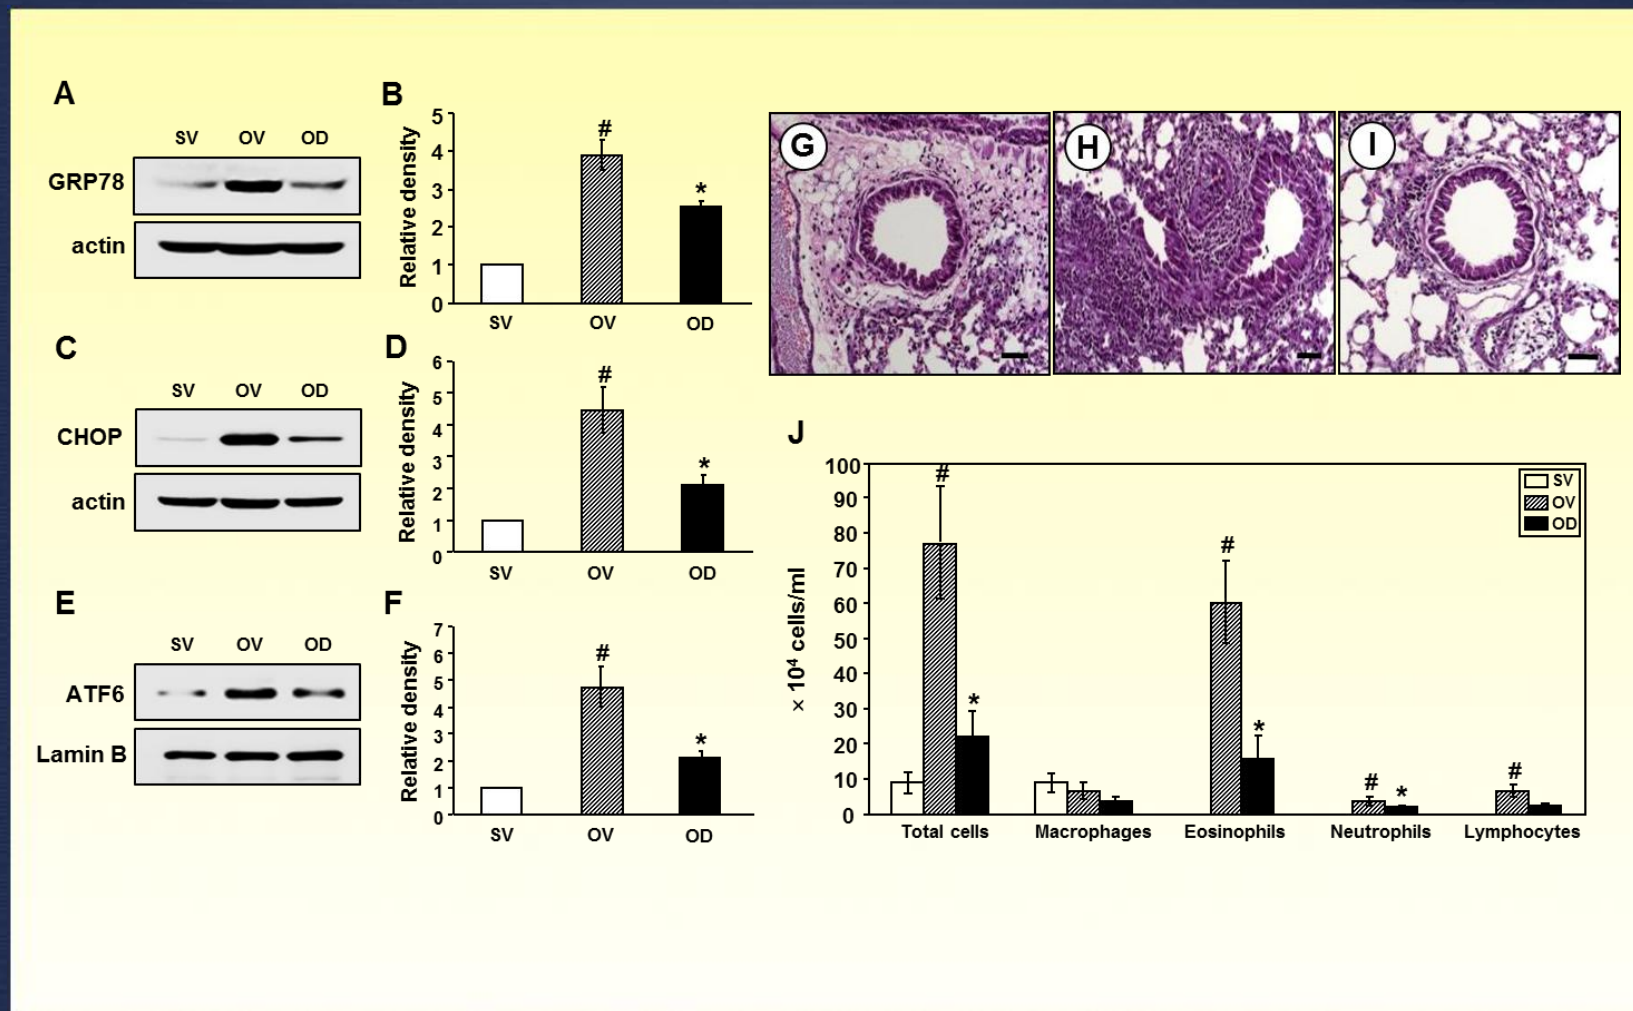 A
SV OV OD
GRP78
actin
B
Relative density
5
4
3
2
1
0
#
*
SV OV OD
C
SV OV OD
CHOP
actin
D
Relative density
6
5
4
3
2
1
0
#
*
SV OV OD
E
SV OV OD
ATF6
Lamin B
F
Relative density
7
6
5
4
3
2
1
0
#
*
SV OV OD
G H I
J
× 10⁴ cells/ml
100
90
80
70
60
50
40
30
20
10
0
#
*
#
*
#
*
#
SV
OV
OD
Total cells Macrophages Eosinophils Neutrophils Lymphocytes